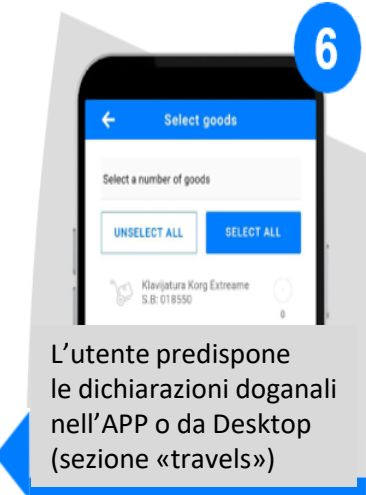 6
Select goods
Select a number of goods
UNSELECT ALL
SELECT ALL
Klavijatura Korg Extreame
S.B: 018550
0
L’utente predispone
le dichiarazioni doganali
nell’APP o da Desktop
(sezione «travels»)